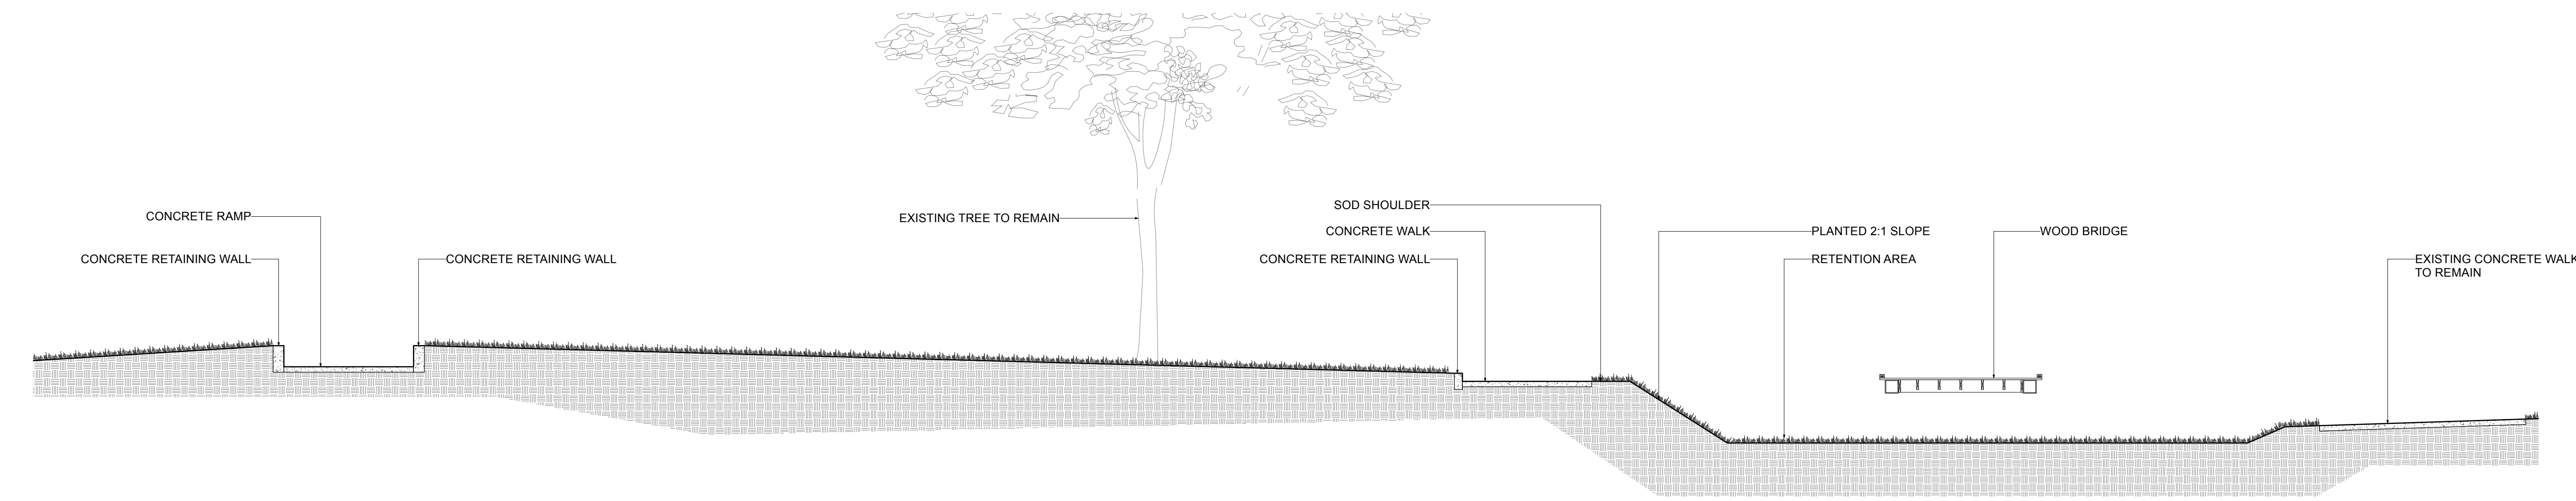 CONCRETE RAMP
CONCRETE RETAINING WALL
CONCRETE RETAINING WALL
EXISTING TREE TO REMAIN
SOD SHOULDER
CONCRETE WALK
CONCRETE RETAINING WALL
PLANTED 2:1 SLOPE
RETENTION AREA
WOOD BRIDGE
EXISTING CONCRETE WALK
TO REMAIN